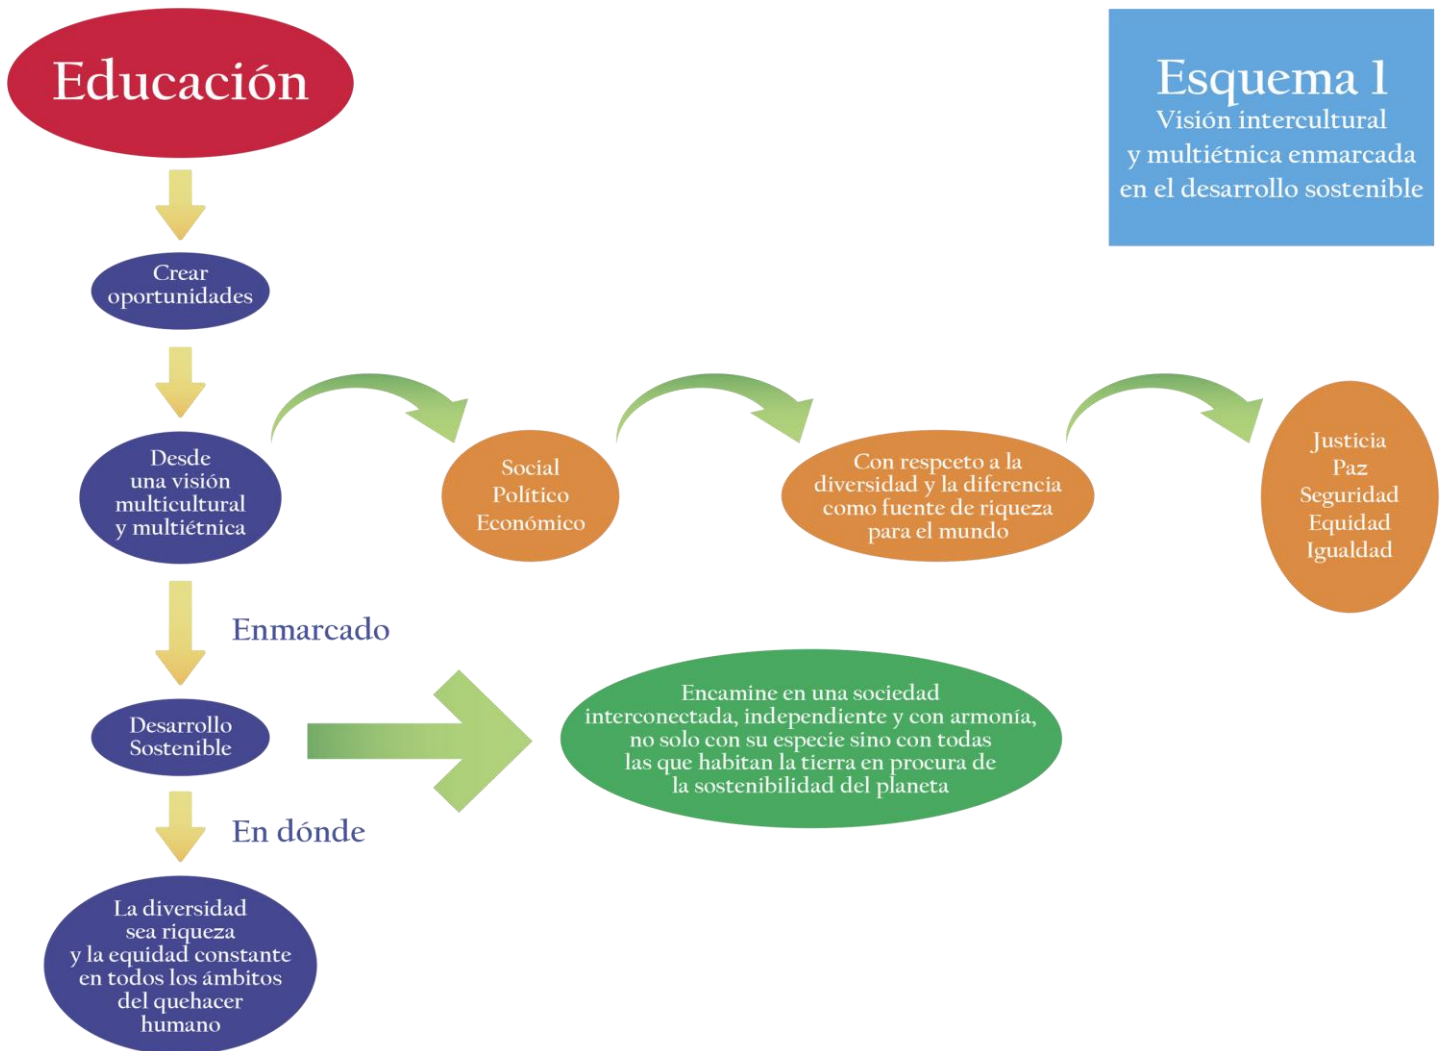 Educación
Esquema 1
Visión intercultural
y multiétnica enmarcada
en el desarrollo sostenible
Crear
oportunidades
Desde
una visión
multicultural
y multiétnica
Social
Político
Económico
Con respceto a la
diversidad y la diferencia
como fuente de riqueza
para el mundo
Justicia
Paz
Seguridad
Equidad
Igualdad
Enmarcado
Desarrollo
Sostenible
Encamine en una sociedad
interconectada, independiente y con armonía,
no solo con su especie sino con todas
las que habitan la tierra en procura de
la sostenibilidad del planeta
En dónde
La diversidad
sea riqueza
y la equidad constante
en todos los ámbitos
del quehacer
humano